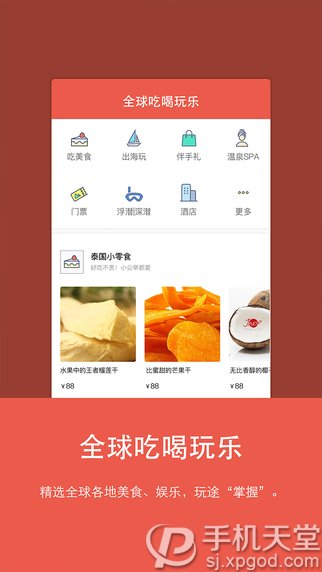 全球吃喝玩乐
吃美食 出海玩 伴手礼 温泉SPA
门票 浮潜|深潜 酒店 更多
泰国小零食
好吃不贵！小公举都爱
水果中的王者榴莲干 比蜜甜的芒果干 无比香醇的椰
¥88 ¥88 ¥88
全球吃喝玩乐
精选全球各地美食、娱乐，玩途“掌握”。
手机天堂
sj.xpgod.com